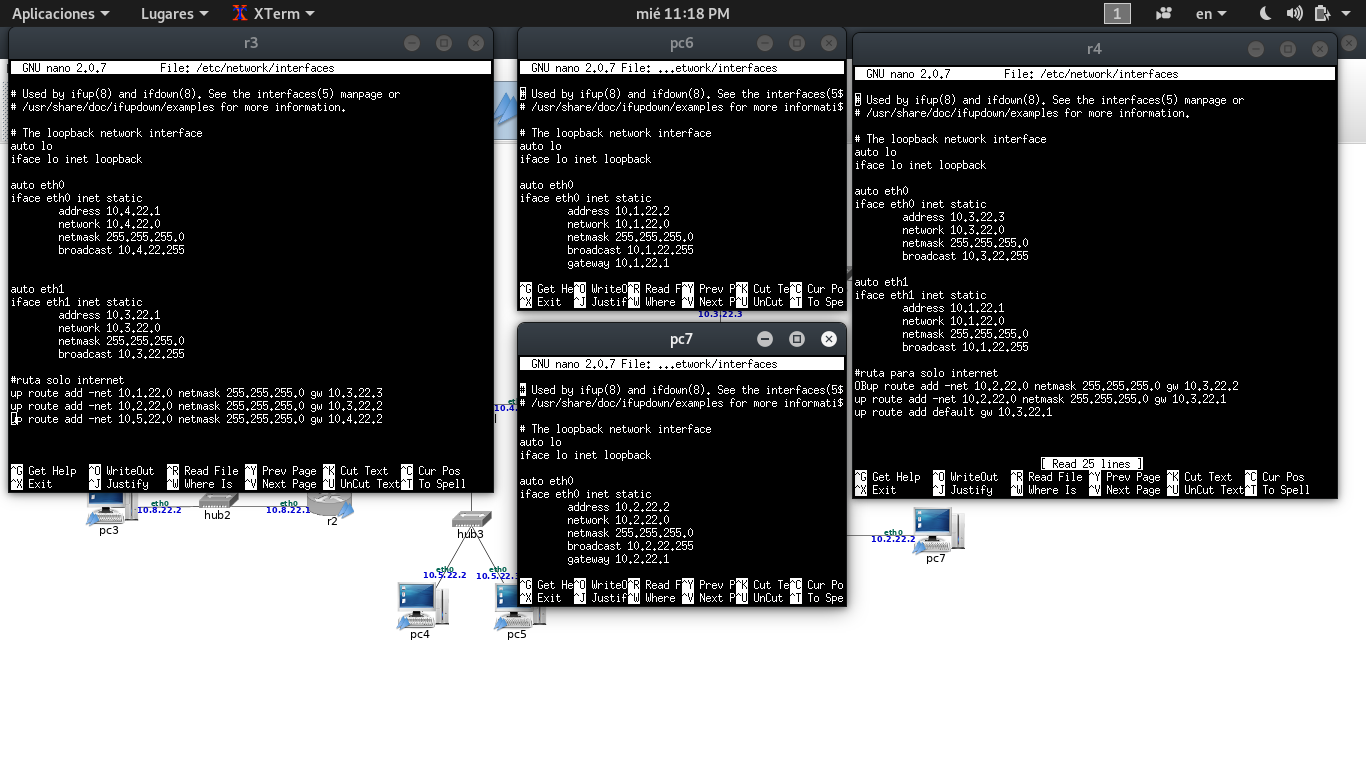 Aplicaciones Lugares XTerm mié 11:18 PM 1 en
r3
GNU nano 2.0.7 File: /etc/network/interfaces
# Used by ifup(8) and ifdown(8). See the interfaces(5) manpage or
# /usr/share/doc/ifupdown/examples for more information.
# The loopback network interface
auto lo
iface lo inet loopback
auto eth0
iface eth0 inet static
address 10.4.22.1
network 10.4.22.0
netmask 255.255.255.0
broadcast 10.4.22.255
auto eth1
iface eth1 inet static
address 10.3.22.1
network 10.3.22.0
netmask 255.255.255.0
broadcast 10.3.22.255
#ruta solo internet
up route add -net 10.1.22.0 netmask 255.255.255.0 gw 10.3.22.3
up route add -net 10.2.22.0 netmask 255.255.255.0 gw 10.3.22.2
up route add -net 10.5.22.0 netmask 255.255.255.0 gw 10.4.22.2
^G Get Help ^O WriteOut ^R Read File ^Y Prev Page ^K Cut Text ^C Cur Pos
^X Exit ^J Justify ^W Where Is ^V Next Page ^U UnCut Text ^T To Spell
pc6
GNU nano 2.0.7 File: ...etwork/interfaces
# Used by ifup(8) and ifdown(8). See the interfaces(5$
# /usr/share/doc/ifupdown/examples for more informati$
# The loopback network interface
auto lo
iface lo inet loopback
auto eth0
iface eth0 inet static
address 10.1.22.2
network 10.1.22.0
netmask 255.255.255.0
broadcast 10.1.22.255
gateway 10.1.22.1
^G Get He^O WriteO^R Read F^Y Prev P^K Cut Te^C Cur Po
^X Exit ^J Justif^W Where ^V Next P^U UnCut ^T To Spe
10.3.22.3
pc7
GNU nano 2.0.7 File: ...etwork/interfaces
# Used by ifup(8) and ifdown(8). See the interfaces(5$
# /usr/share/doc/ifupdown/examples for more informati$
# The loopback network interface
auto lo
iface lo inet loopback
auto eth0
iface eth0 inet static
address 10.2.22.2
network 10.2.22.0
netmask 255.255.255.0
broadcast 10.2.22.255
gateway 10.2.22.1
^G Get He^O WriteO^R Read F^Y Prev P^K Cut Te^C Cur Po
^X Exit ^J Justif^W Where ^V Next P^U UnCut ^T To Spe
r4
GNU nano 2.0.7 File: /etc/network/interfaces
# Used by ifup(8) and ifdown(8). See the interfaces(5) manpage or
# /usr/share/doc/ifupdown/examples for more information.
# The loopback network interface
auto lo
iface lo inet loopback
auto eth0
iface eth0 inet static
address 10.3.22.3
network 10.3.22.0
netmask 255.255.255.0
broadcast 10.3.22.255
auto eth1
iface eth1 inet static
address 10.1.22.1
network 10.1.22.0
netmask 255.255.255.0
broadcast 10.1.22.255
#ruta para solo internet
OBup route add -net 10.2.22.0 netmask 255.255.255.0 gw 10.3.22.2
up route add -net 10.2.22.0 netmask 255.255.255.0 gw 10.3.22.1
up route add default gw 10.3.22.1
[ Read 25 lines ]
^G Get Help ^O WriteOut ^R Read File ^Y Prev Page ^K Cut Text ^C Cur Pos
^X Exit ^J Justify ^W Where Is ^V Next Page ^U UnCut Text ^T To Spell
eth0
10.8.22.2
eth0
10.8.22.1
pc3
hub2
r2
hub3
eth0
10.5.22.2
eth0
pc4
pc5
eth0
10.2.22.2
pc7